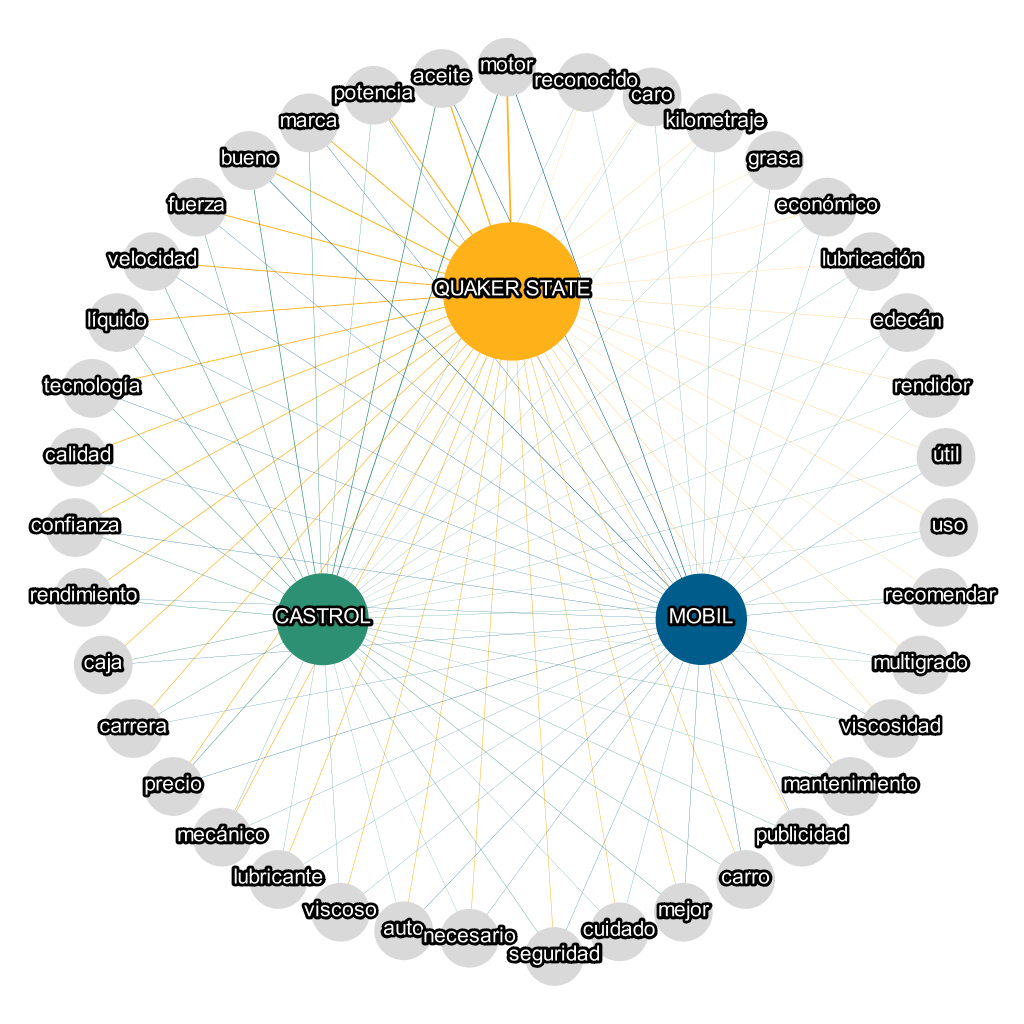 motor
aceite
reconocido
potencia
caro
marca
kilometraje
bueno
grasa
fuerza
económico
velocidad
lubricación
QUAKER STATE
líquido
edecán
tecnología
rendidor
calidad
útil
confianza
uso
rendimiento
recomendar
CASTROL
MOBIL
caja
multigrado
carrera
viscosidad
precio
mantenimiento
mecánico
publicidad
lubricante
carro
viscoso
mejor
auto
cuidado
necesario
seguridad